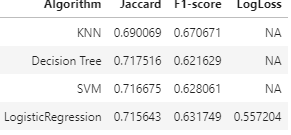 Algorithm Jaccard F1-score LogLoss
KNN 0.690069 0.670671 NA
Decision Tree 0.717516 0.621629 NA
SVM 0.716675 0.628061 NA
LogisticRegression 0.715643 0.631749 0.557204